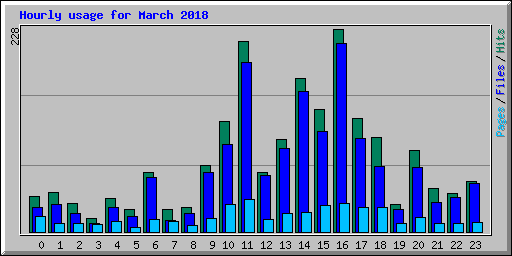 Hourly usage for March 2018
228
Pages / Files / Hits
0 1 2 3 4 5 6 7 8 9 10 11 12 13 14 15 16 17 18 19 20 21 22 23